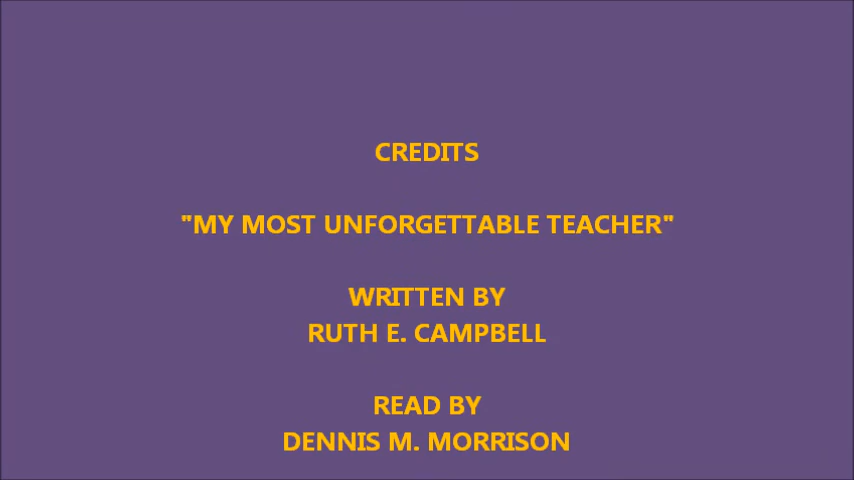 CREDITS
"MY MOST UNFORGETTABLE TEACHER"
WRITTEN BY
RUTH E. CAMPBELL
READ BY
DENNIS M. MORRISON